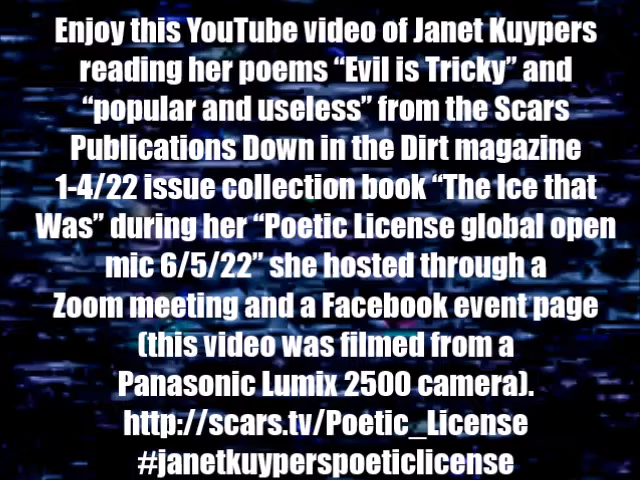 Enjoy this YouTube video of Janet Kuypers
reading her poems “Evil is Tricky” and
“popular and useless” from the Scars
Publications Down in the Dirt magazine
1-4/22 issue collection book “The Ice that
Was” during her “Poetic License global open
mic 6/5/22” she hosted through a
Zoom meeting and a Facebook event page
(this video was filmed from a
Panasonic Lumix 2500 camera).
http://scars.tv/Poetic_License
#janetkuyperspoeticlicense